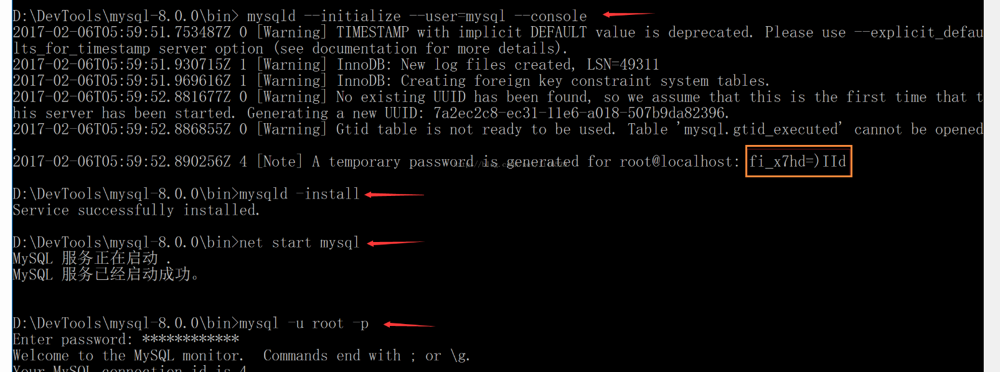 D:\DevTools\mysql-8.0.0\bin> mysqld --initialize --user=mysql --console
2017-02-06T05:59:51.753487Z 0 [Warning] TIMESTAMP with implicit DEFAULT value is deprecated. Please use --explicit_defau
lts_for_timestamp server option (see documentation for more details).
2017-02-06T05:59:51.930715Z 1 [Warning] InnoDB: New log files created, LSN=49311
2017-02-06T05:59:51.969616Z 1 [Warning] InnoDB: Creating foreign key constraint system tables.
2017-02-06T05:59:52.881677Z 0 [Warning] No existing UUID has been found, so we assume that this is the first time that t
his server has been started. Generating a new UUID: 7a2ec2c8-ec31-11e6-a018-507b9da82396.
2017-02-06T05:59:52.886855Z 0 [Warning] Gtid table is not ready to be used. Table 'mysql.gtid_executed' cannot be opened
.
2017-02-06T05:59:52.890256Z 4 [Note] A temporary password is generated for root@localhost: fi_x7hd=)IId
D:\DevTools\mysql-8.0.0\bin>mysqld -install
Service successfully installed.
D:\DevTools\mysql-8.0.0\bin>net start mysql
MySQL 服务正在启动 .
MySQL 服务已经启动成功。
D:\DevTools\mysql-8.0.0\bin>mysql -u root -p
Enter password: ************
Welcome to the MySQL monitor.  Commands end with ; or \g.
Your MySQL connection id is 4